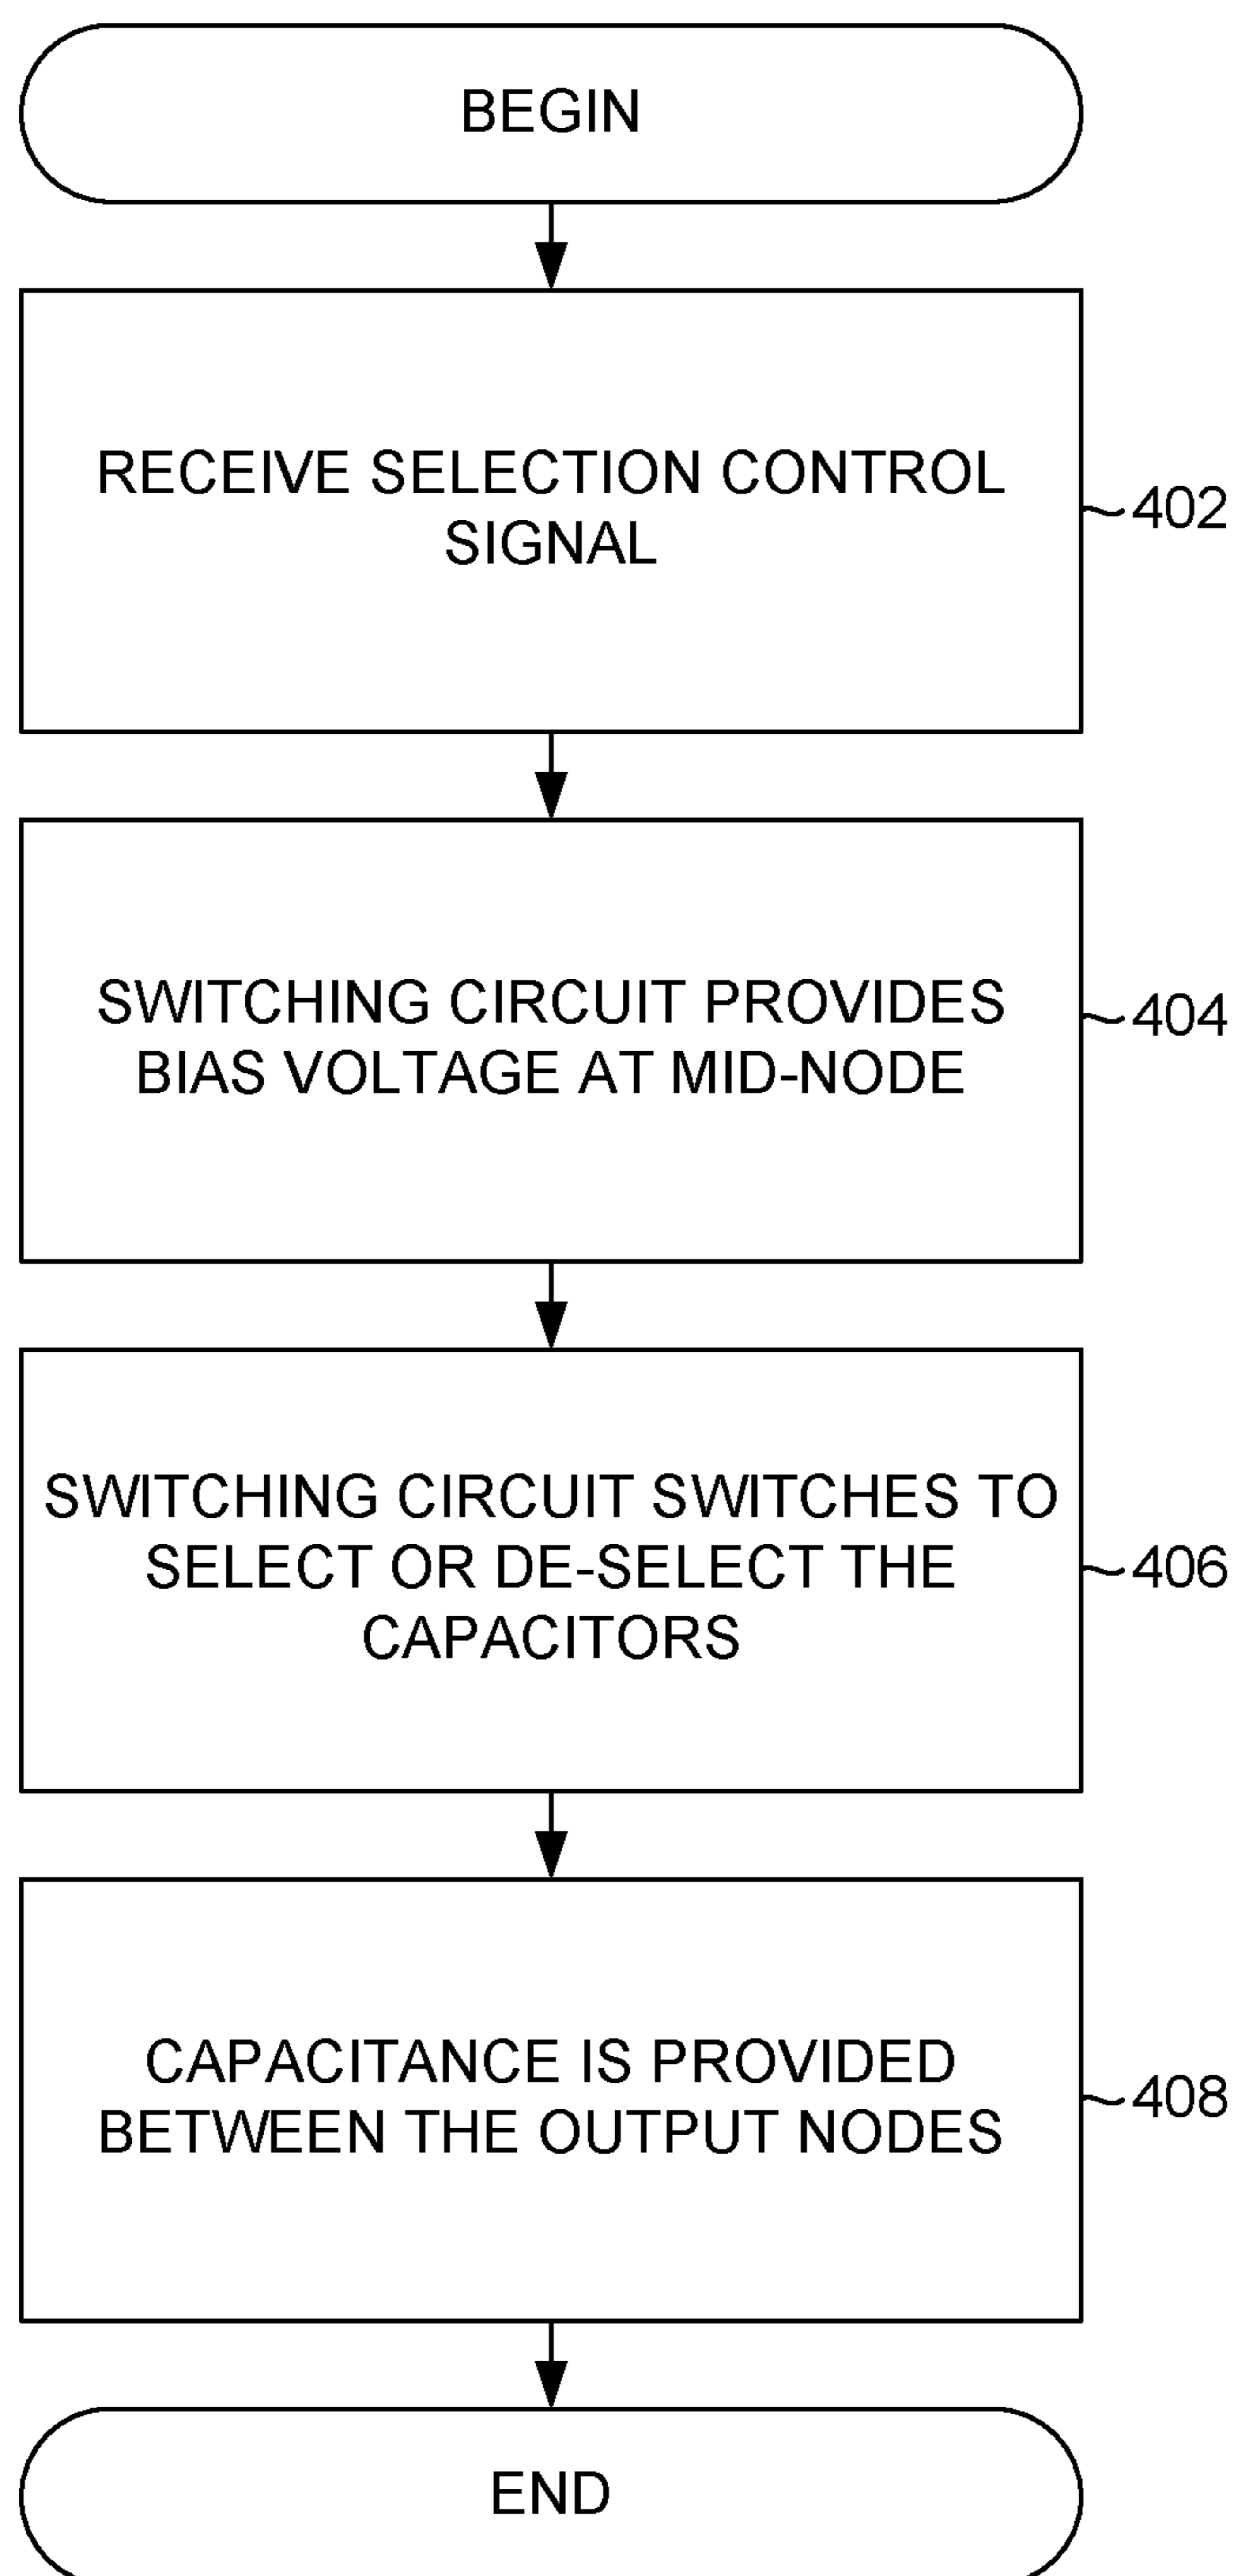 BEGIN
RECEIVE SELECTION CONTROL
SIGNAL
402
SWITCHING CIRCUIT PROVIDES
BIAS VOLTAGE AT MID-NODE
404
SWITCHING CIRCUIT SWITCHES TO
SELECT OR DE-SELECT THE
CAPACITORS
406
CAPACITANCE IS PROVIDED
BETWEEN THE OUTPUT NODES
408
END